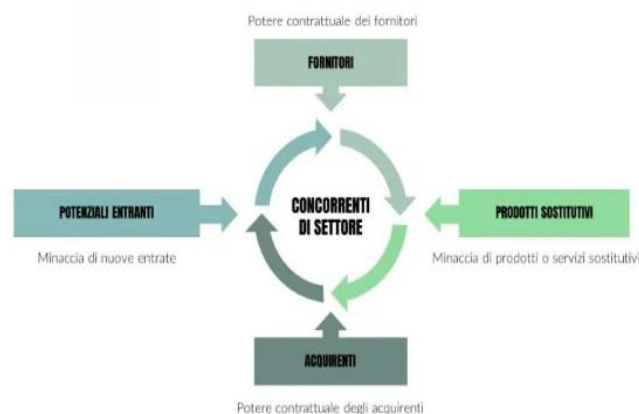 Potere contrattuale dei fornitori
FORNITORI
POTENZIALI ENTRANTI
Minaccia di nuove entrate
CONCORRENTI
DI SETTORE
PRODOTTI SOSTITUTIVI
Minaccia di prodotti o servizi sostitutivi
ACQUIRENTI
Potere contrattuale degli acquirenti